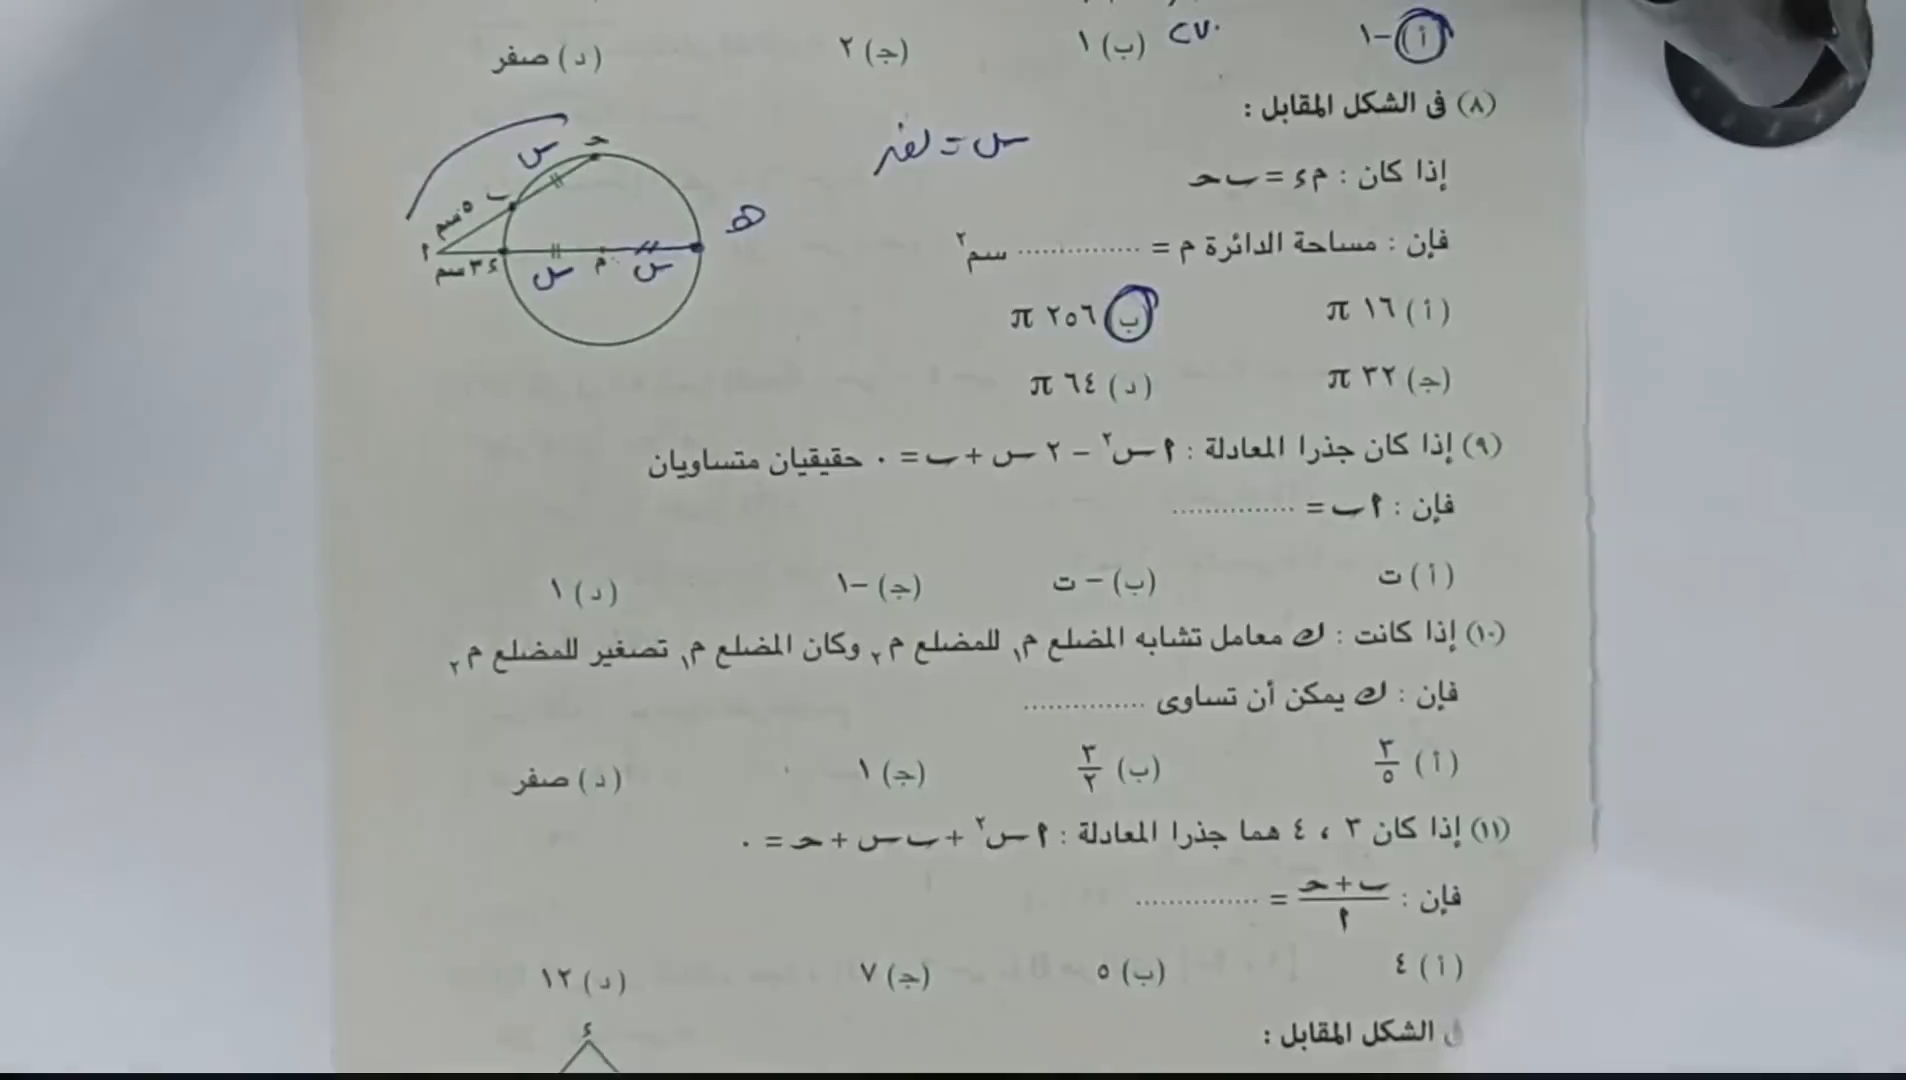 (أ) -١ (ب) ١ (جـ) ٢ (د) صفر
٢٧٠
(٨) فى الشكل المقابل :
إذا كان : م ء = ب حـ
فإن : مساحة الدائرة م = ............... سم٢
(أ) ١٦ π (ب) ٢٥٦ π
(جـ) ٣٢ π (د) ٦٤ π
س = نق
حـ
س
ب
٥ سم
أ
٣ سم
ء
س
م
س
هـ
(٩) إذا كان جذرا المعادلة : أ س٢ - ٢ س + ب = ٠ حقيقيان متساويان
فإن : أ ب = ...............
(أ) ت (ب) - ت (جـ) -١ (د) ١
(١٠) إذا كانت : ك معامل تشابه المضلع م١ للمضلع م٢ وكان المضلع م١ تصغير للمضلع م٢
فإن : ك يمكن أن تساوى ...............
(أ) ٣/٥ (ب) ٣/٢ (جـ) ١ (د) صفر
(١١) إذا كان ٣ ، ٤ هما جذرا المعادلة : أ س٢ + ب س + حـ = ٠
فإن : (ب + حـ)/أ = ...............
(أ) ٤ (ب) ٥ (جـ) ٧ (د) ١٢
الشكل المقابل :
ء